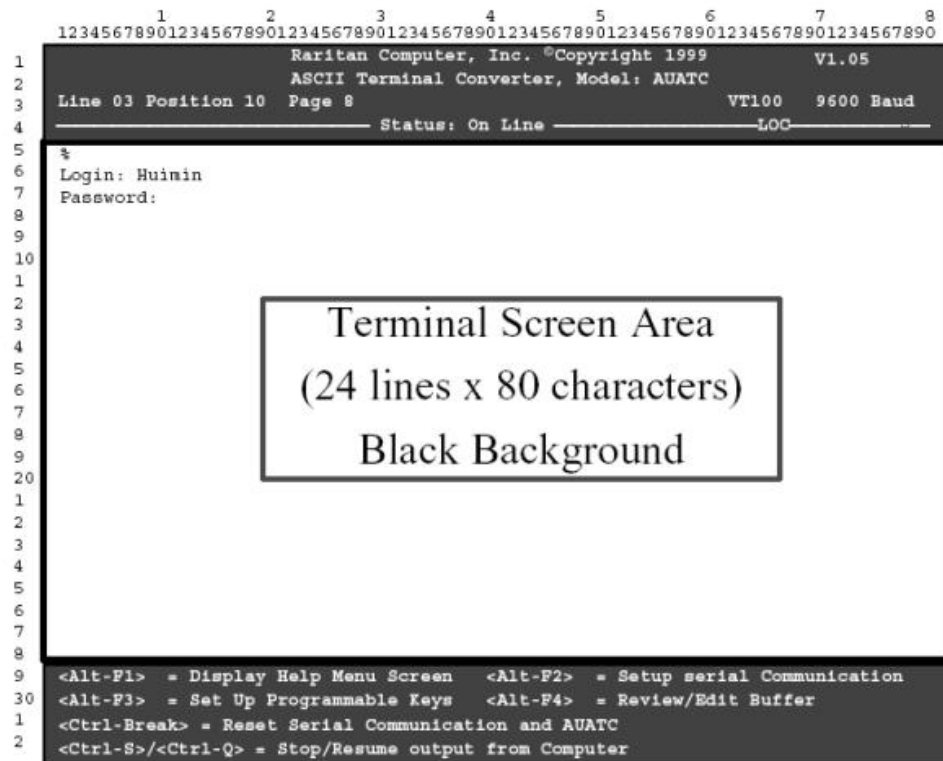 1 2 3 4 5 6 7 8
12345678901234567890123456789012345678901234567890123456789012345678901234567890
1 Raritan Computer, Inc. ©Copyright 1999 V1.05
2 ASCII Terminal Converter, Model: AUATC
3 Line 03 Position 10 Page 8 VT100 9600 Baud
4 Status: On Line LOC
5 %
6 Login: Huimin
7 Password:
8
9
10
1
2 Terminal Screen Area
3
4
5 (24 lines x 80 characters)
6
7
8 Black Background
9
20
1
2
3
4
5
6
7
8
9 <Alt-F1> = Display Help Menu Screen <Alt-F2> = Setup serial Communication
30 <Alt-F3> = Set Up Programmable Keys <Alt-F4> = Review/Edit Buffer
1 <Ctrl-Break> = Reset Serial Communication and AUATC
2 <Ctrl-S>/<Ctrl-Q> = Stop/Resume output from Computer